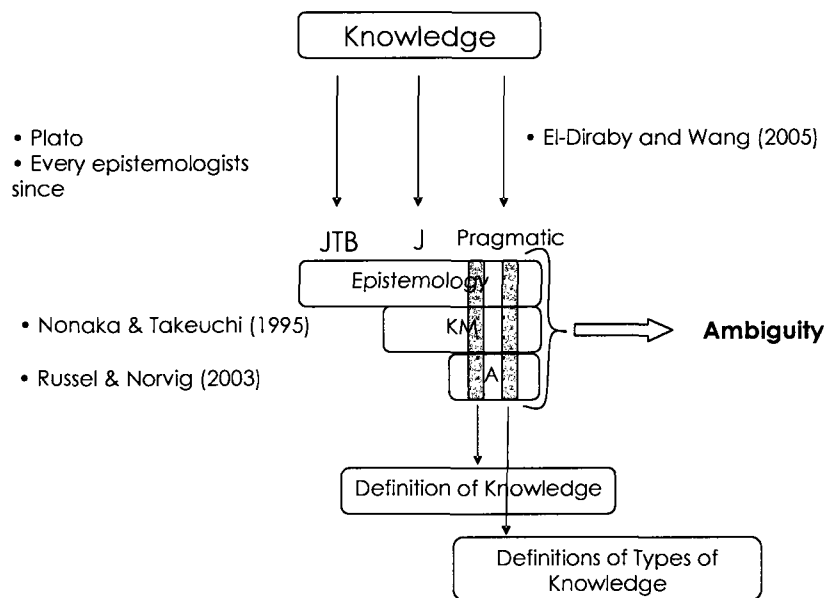 Knowledge
• Plato
• Every epistemologists
since
• El-Diraby and Wang (2005)
JTB
J
Pragmatic
Epistemology
• Nonaka & Takeuchi (1995)
KM
Ambiguity
• Russel & Norvig (2003)
A
Definition of Knowledge
Definitions of Types of
Knowledge